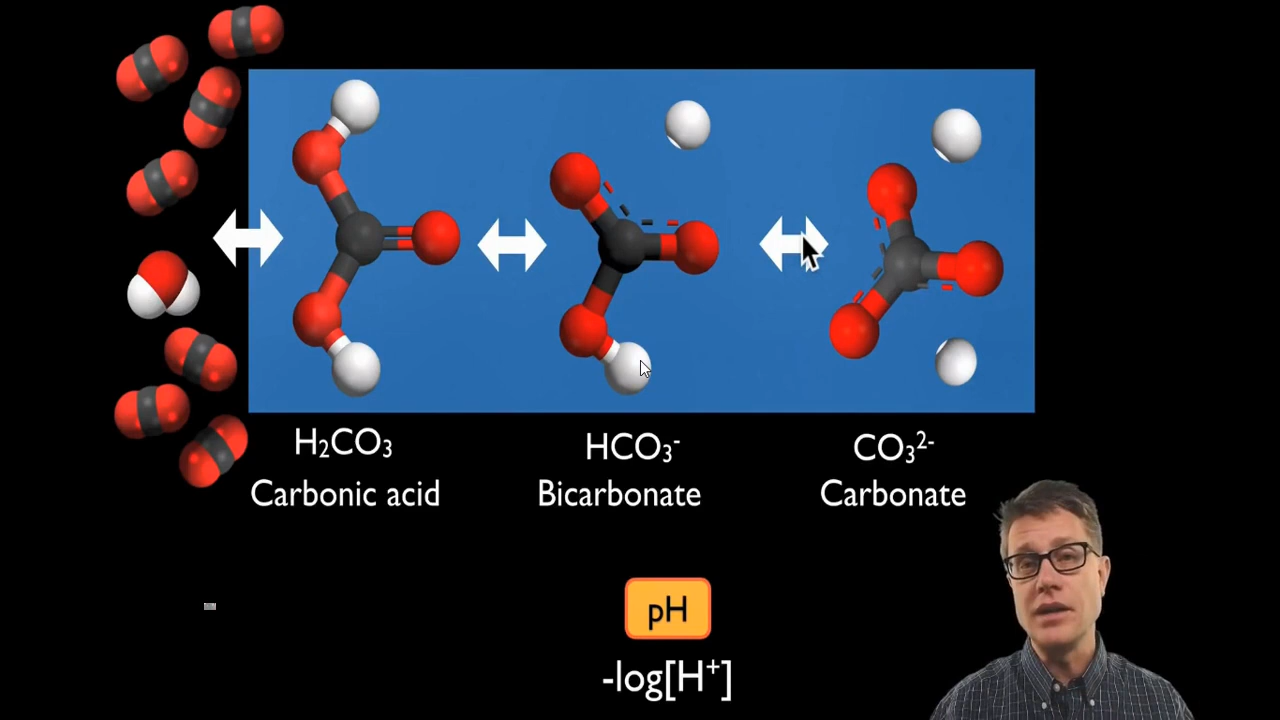 H₂CO₃
Carbonic acid
HCO₃⁻
Bicarbonate
CO₃²⁻
Carbonate
pH
-log[H⁺]